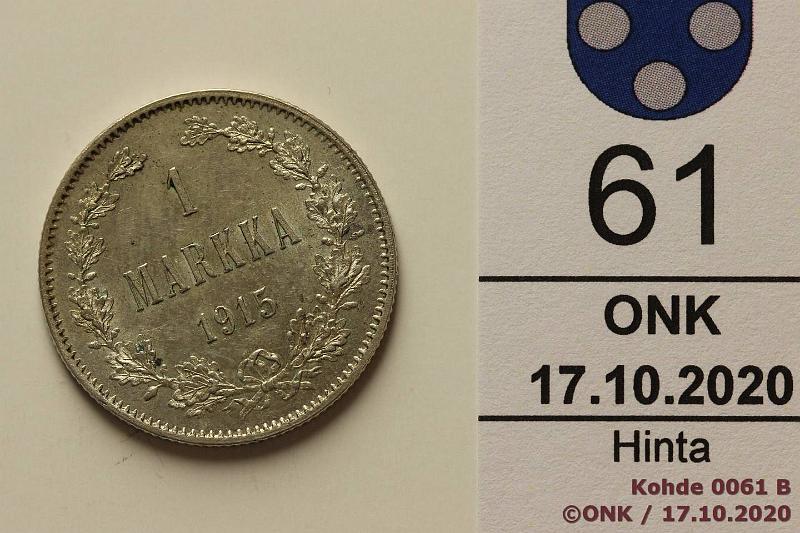 1
MARKKA
1915
61
ONK
17.10.2020
Hinta
Kohde 0061 B
©ONK / 17.10.2020